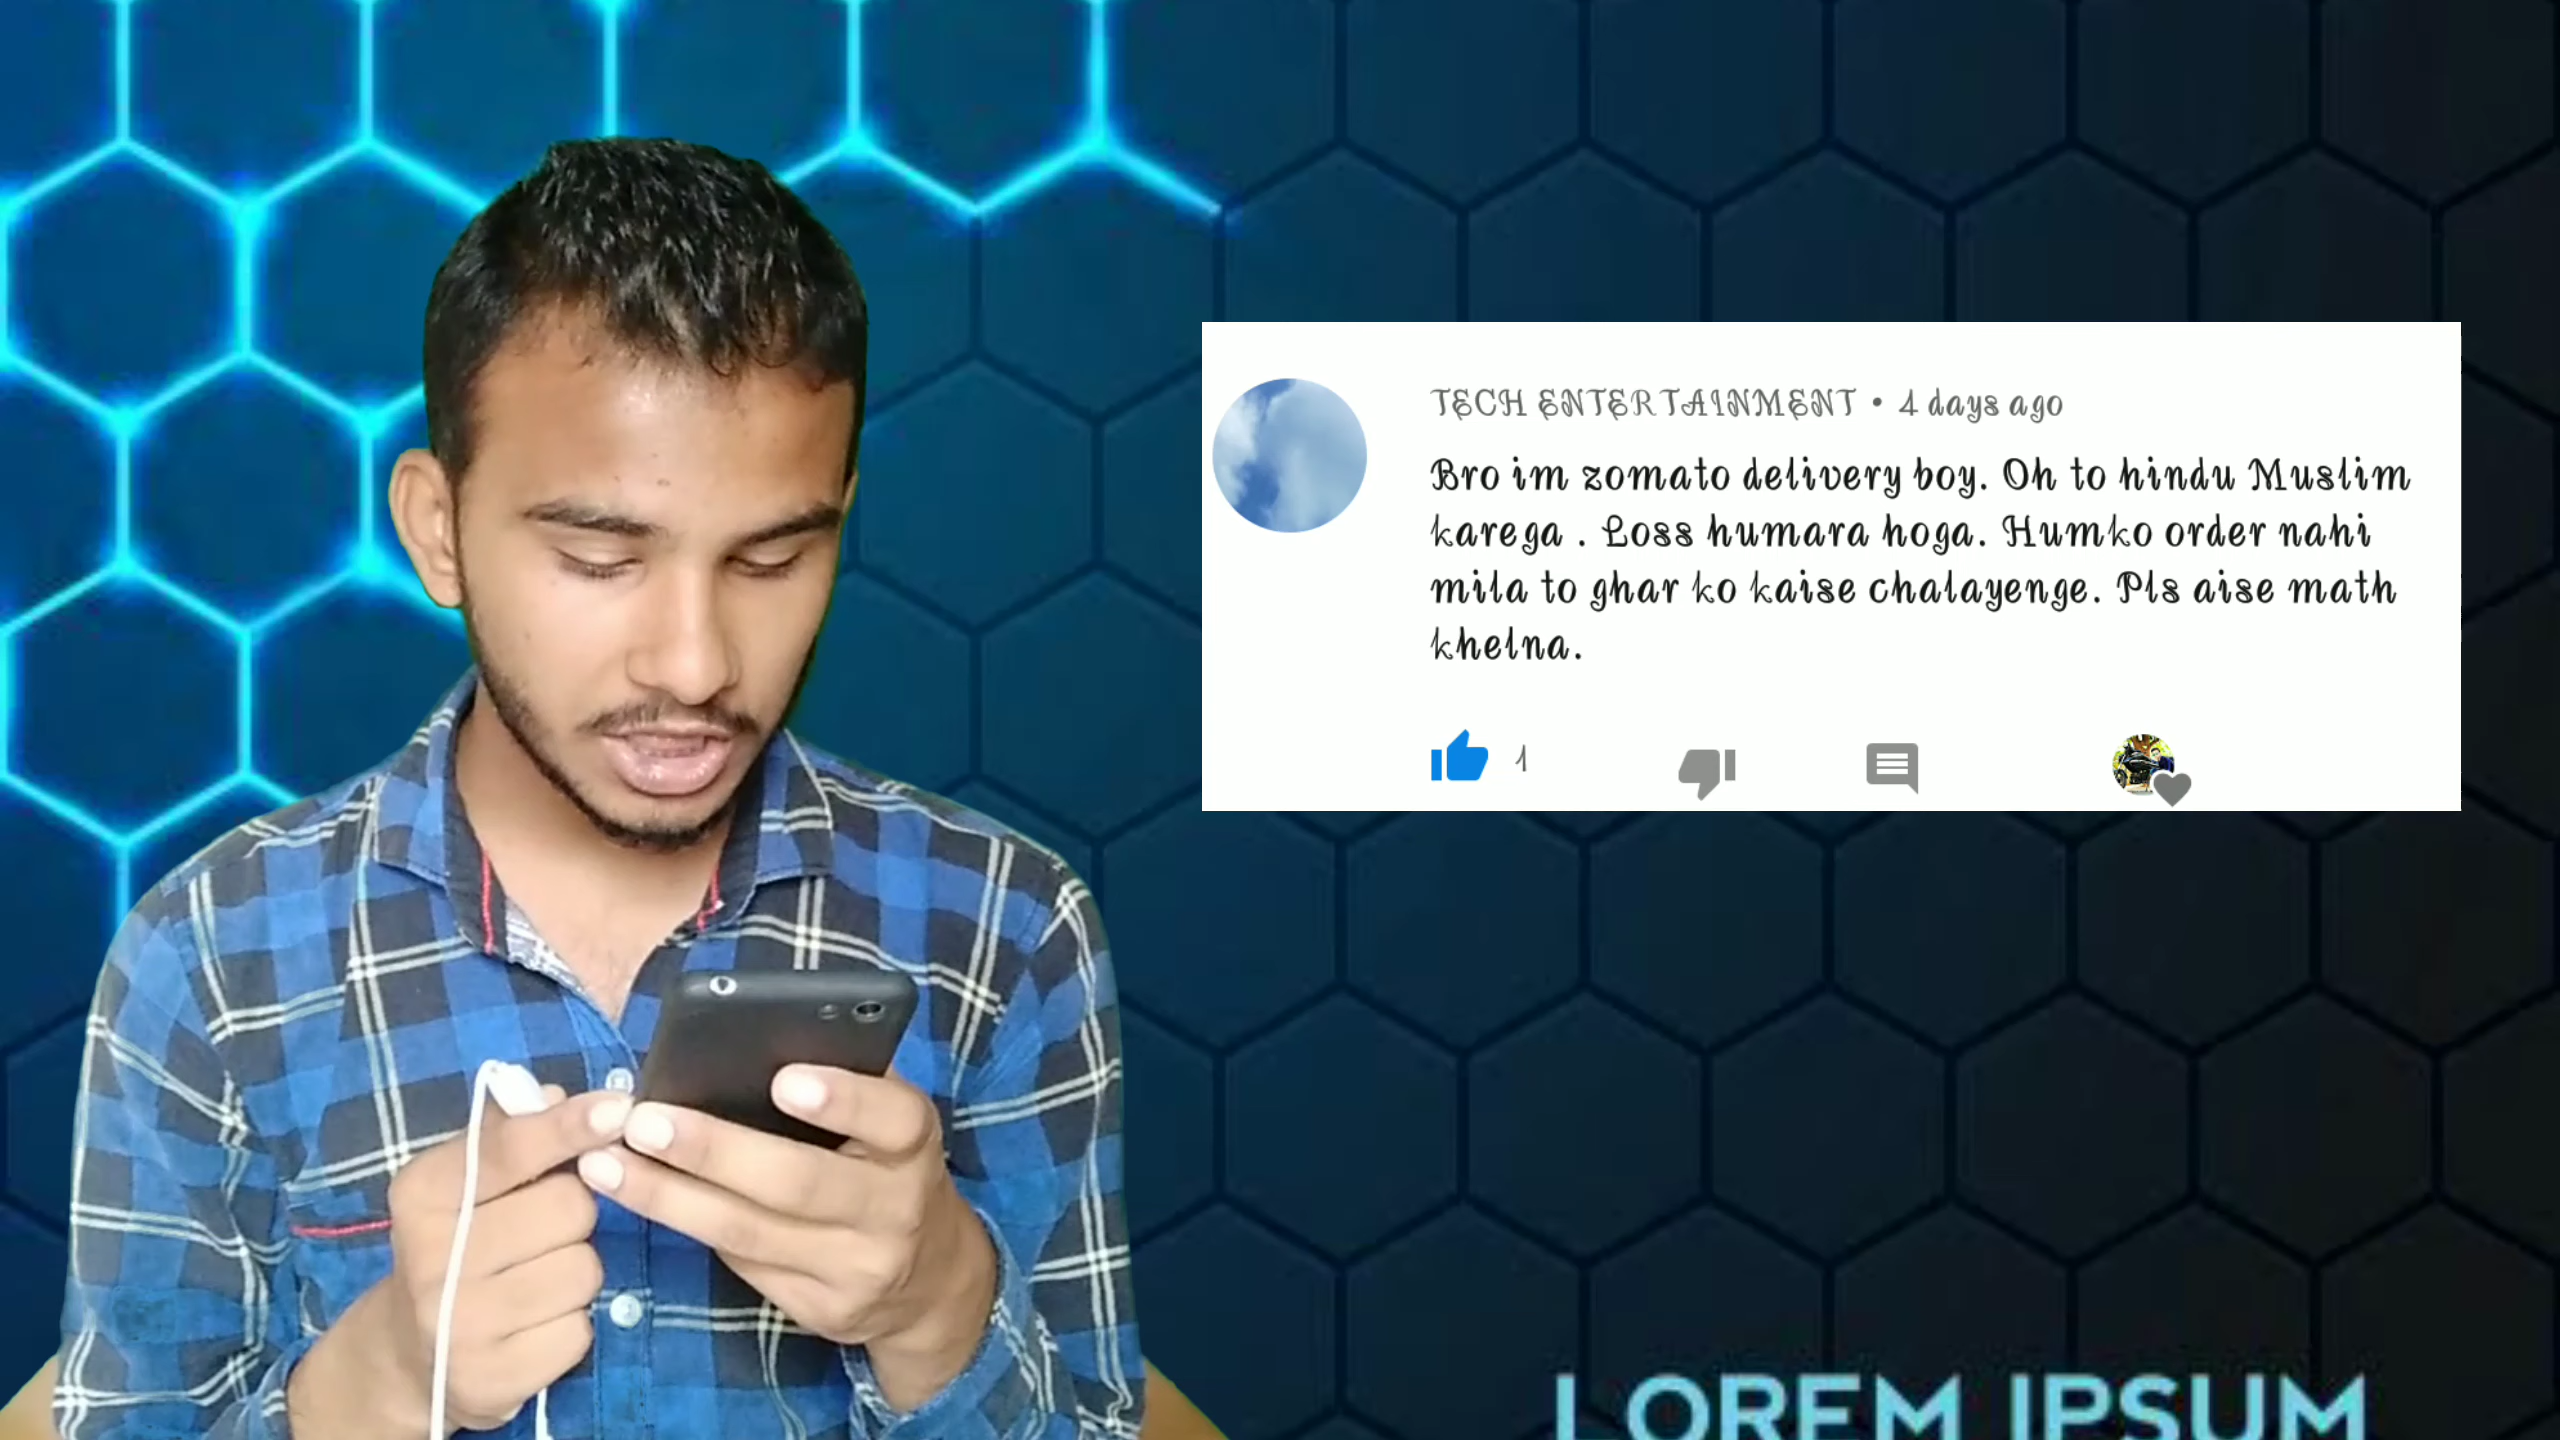 TECH ENTERTAINMENT • 4 days ago
Bro im zomato delivery boy. Oh to hindu Muslim
karega . Loss humara hoga. Humko order nahi
mila to ghar ko kaise chalayenge. Pls aise math
khelna.
1
LOREM IPSUM